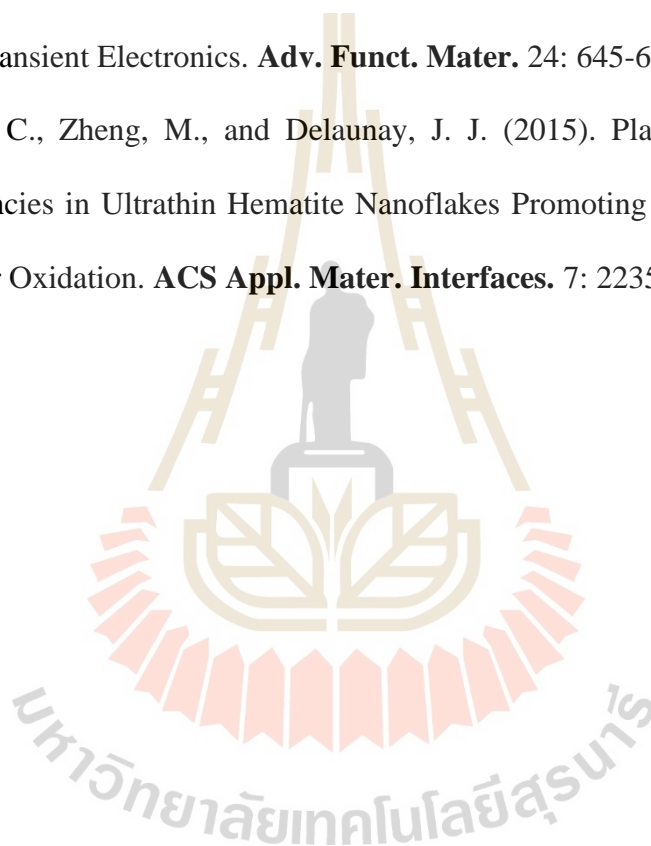 ansient Electronics. Adv. Funct. Mater. 24: 645-6
C., Zheng, M., and Delaunay, J. J. (2015). Pla
ncies in Ultrathin Hematite Nanoflakes Promoting
r Oxidation. ACS Appl. Mater. Interfaces. 7: 2235
มหาวิทยาลัยเทคโนโลยีสุรนารี